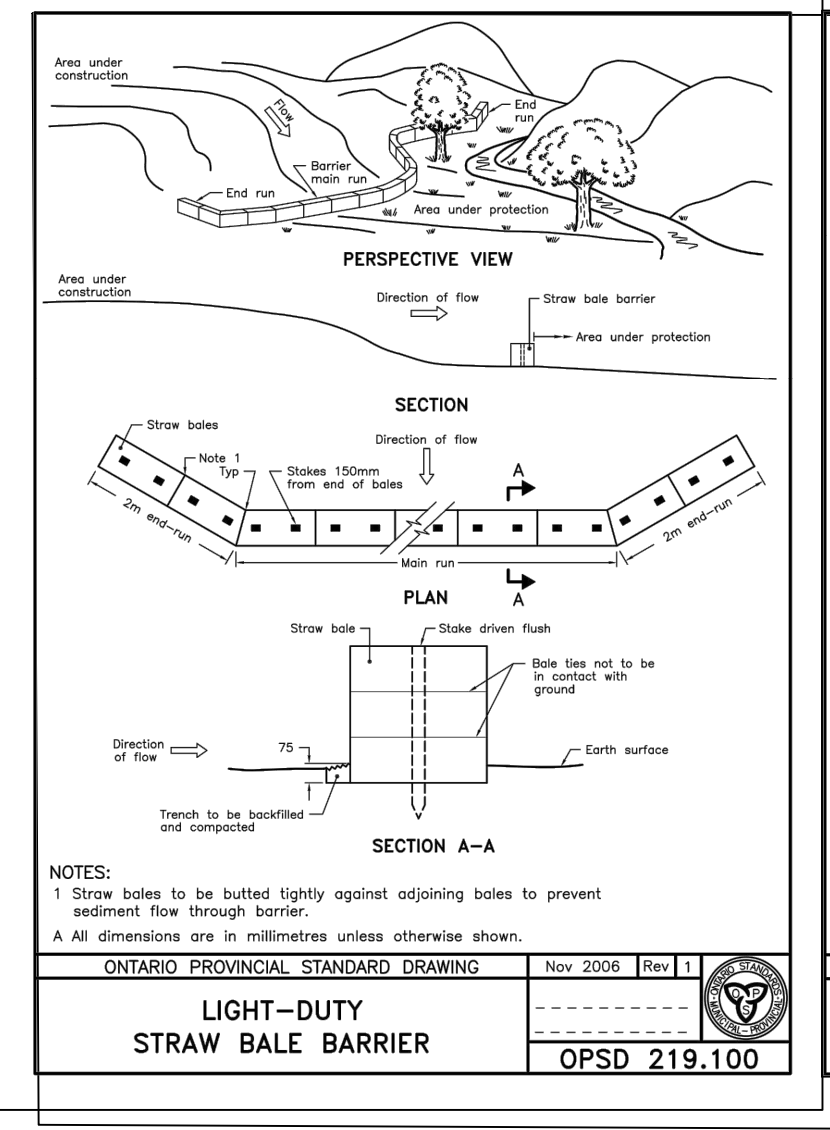 Area under
construction
Flow
End
run
Barrier
main run
End run
Area under protection
PERSPECTIVE VIEW
Area under
construction
Direction of flow
Straw bale barrier
Area under protection
SECTION
Straw bales
Direction of flow
Note 1
Typ
Stakes 150mm
from end of bales
A
2m end-run
2m end-run
Main run
PLAN
A
Straw bale
Stake driven flush
Bale ties not to be
in contact with
ground
Direction
of flow
75
Earth surface
Trench to be backfilled
and compacted
SECTION A-A
NOTES:
1 Straw bales to be butted tightly against adjoining bales to prevent
sediment flow through barrier.
A All dimensions are in millimetres unless otherwise shown.
ONTARIO PROVINCIAL STANDARD DRAWING
Nov 2006 Rev 1
LIGHT-DUTY
STRAW BALE BARRIER
ONTARIO STANDARDS
MUNICIPAL - PROVINCIAL
O P
S
OPSD 219.100